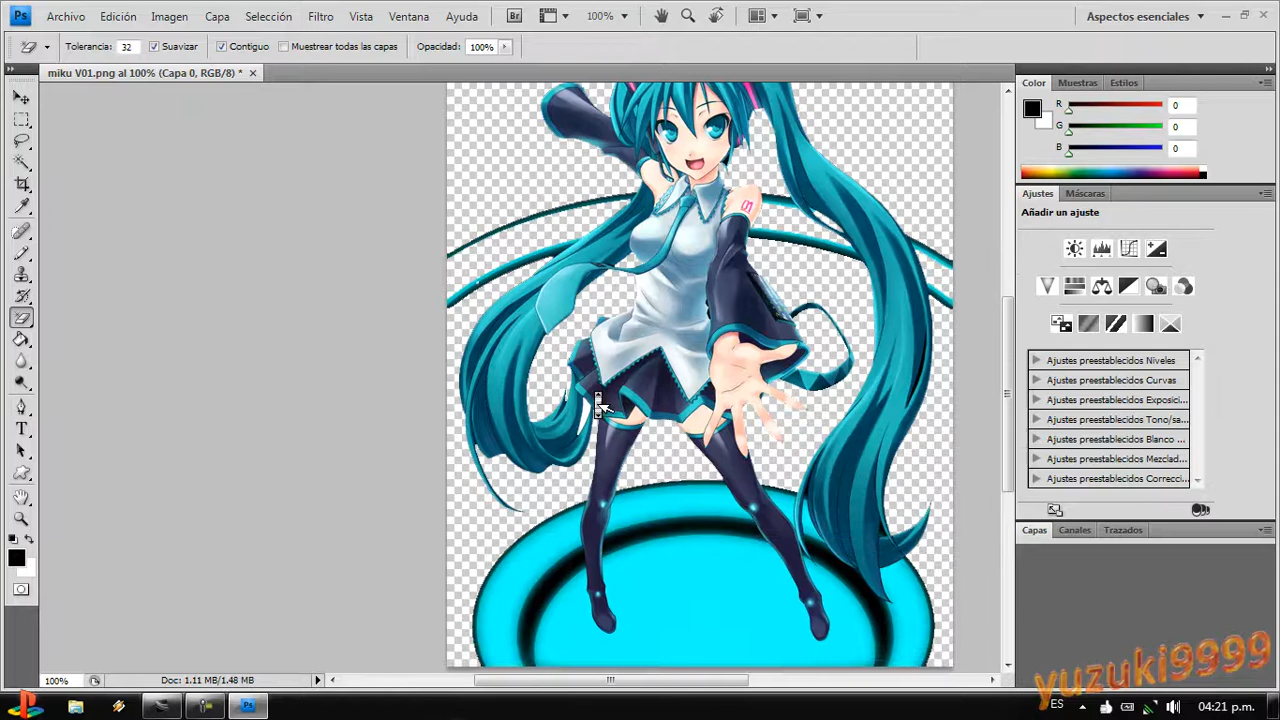 Ps Archivo Edición Imagen Capa Selección Filtro Vista Ventana Ayuda Br 100% Aspectos esenciales
Tolerancia: 32 Suavizar Contiguo Muestrear todas las capas Opacidad: 100%
miku V01.png al 100% (Capa 0, RGB/8) *
Color Muestras Estilos
R 0
G 0
B 0
Ajustes Máscaras
Añadir un ajuste
Ajustes preestablecidos Niveles
Ajustes preestablecidos Curvas
Ajustes preestablecidos Exposici...
Ajustes preestablecidos Tono/sa...
Ajustes preestablecidos Blanco ...
Ajustes preestablecidos Mezclad...
Ajustes preestablecidos Correcci...
Capas Canales Trazados
01
T
100% Doc: 1.11 MB/1.48 MB
yuzuki9999
Ps ES 04:21 p.m.